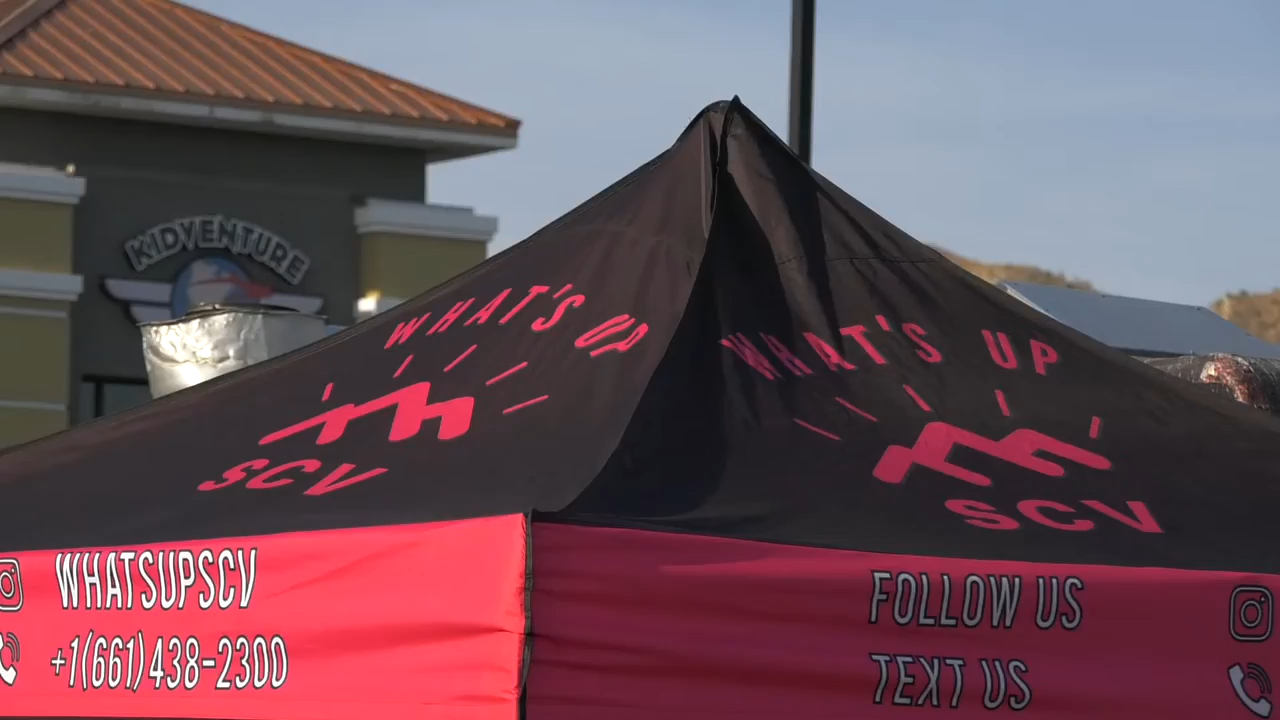 KIDVENTURE
WHAT'S UP
SCV
WHAT'S UP
SCV
WHATSUPSCV
+1(661)438-2300
FOLLOW US
TEXT US